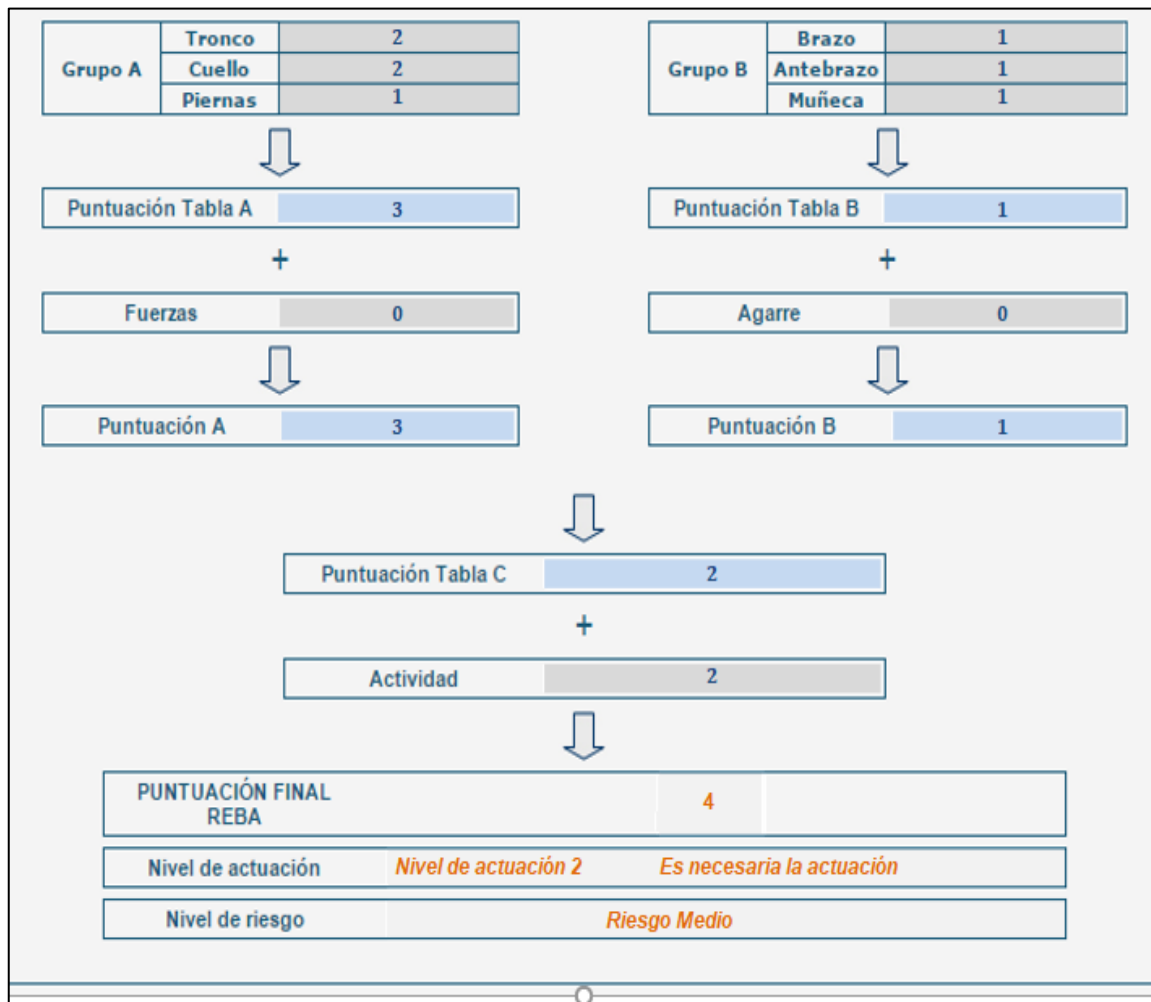 Grupo A
Tronco 2
Cuello 2
Piernas 1
Grupo B
Brazo 1
Antebrazo 1
Muñeca 1
Puntuación Tabla A 3
Puntuación Tabla B 1
+
+
Fuerzas 0
Agarre 0
Puntuación A 3
Puntuación B 1
Puntuación Tabla C 2
+
Actividad 2
PUNTUACIÓN FINAL
REBA
4
Nivel de actuación Nivel de actuación 2 Es necesaria la actuación
Nivel de riesgo Riesgo Medio